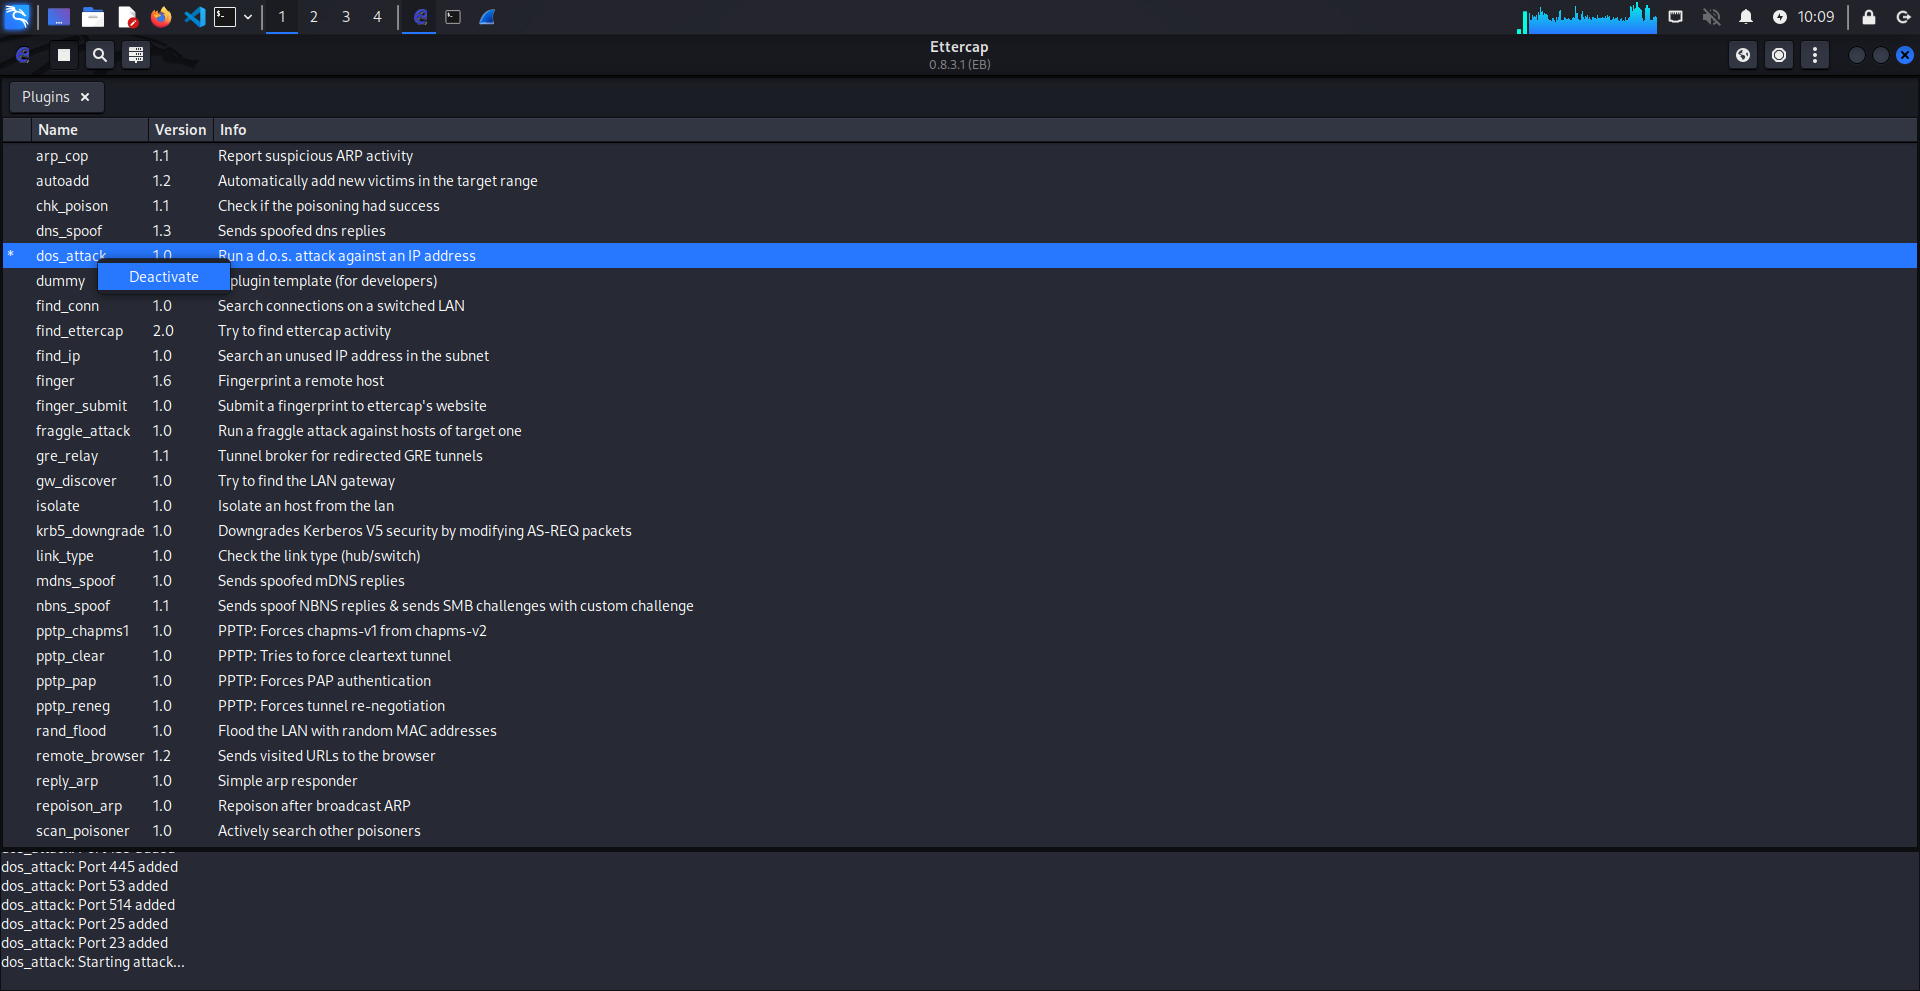 1 2 3 4 10:09
Ettercap
0.8.3.1 (EB)
Plugins
Name Version Info
arp_cop 1.1 Report suspicious ARP activity
autoadd 1.2 Automatically add new victims in the target range
chk_poison 1.1 Check if the poisoning had success
dns_spoof 1.3 Sends spoofed dns replies
* dos_attack 1.0 Run a d.o.s. attack against an IP address
Deactivate
dummy plugin template (for developers)
find_conn 1.0 Search connections on a switched LAN
find_ettercap 2.0 Try to find ettercap activity
find_ip 1.0 Search an unused IP address in the subnet
finger 1.6 Fingerprint a remote host
finger_submit 1.0 Submit a fingerprint to ettercap's website
fraggle_attack 1.0 Run a fraggle attack against hosts of target one
gre_relay 1.1 Tunnel broker for redirected GRE tunnels
gw_discover 1.0 Try to find the LAN gateway
isolate 1.0 Isolate an host from the lan
krb5_downgrade 1.0 Downgrades Kerberos V5 security by modifying AS-REQ packets
link_type 1.0 Check the link type (hub/switch)
mdns_spoof 1.0 Sends spoofed mDNS replies
nbns_spoof 1.1 Sends spoof NBNS replies & sends SMB challenges with custom challenge
pptp_chapms1 1.0 PPTP: Forces chapms-v1 from chapms-v2
pptp_clear 1.0 PPTP: Tries to force cleartext tunnel
pptp_pap 1.0 PPTP: Forces PAP authentication
pptp_reneg 1.0 PPTP: Forces tunnel re-negotiation
rand_flood 1.0 Flood the LAN with random MAC addresses
remote_browser 1.2 Sends visited URLs to the browser
reply_arp 1.0 Simple arp responder
repoison_arp 1.0 Repoison after broadcast ARP
scan_poisoner 1.0 Actively search other poisoners
dos_attack: Port 445 added
dos_attack: Port 53 added
dos_attack: Port 514 added
dos_attack: Port 25 added
dos_attack: Port 23 added
dos_attack: Starting attack...